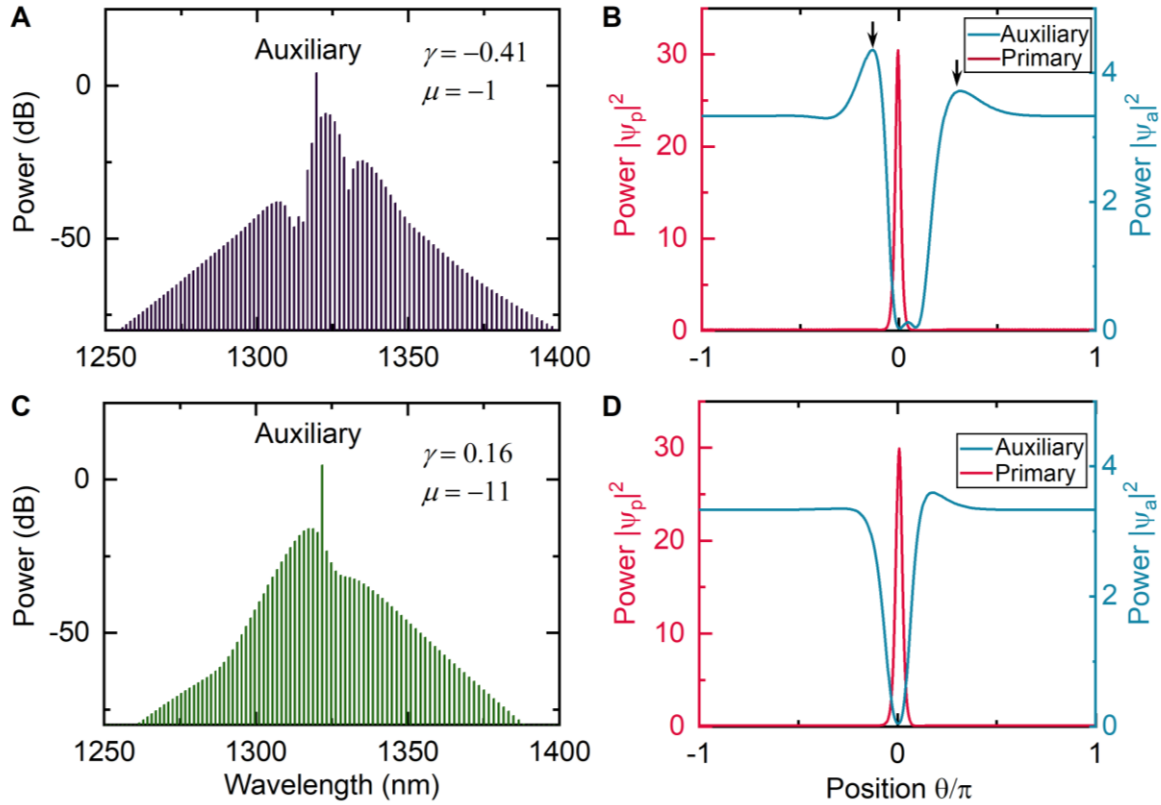 A
Auxiliary
γ = −0.41
μ = −1
Power (dB)
0
-50
1250
1300
1350
1400
B
Auxiliary
Primary
Power |ψp|²
30
20
10
0
Power |ψa|²
4
2
0
-1
0
1
C
Auxiliary
γ = 0.16
μ = −11
Power (dB)
0
-50
1250
1300
1350
1400
Wavelength (nm)
D
Auxiliary
Primary
Power |ψp|²
30
20
10
0
Power |ψa|²
4
2
0
-1
0
1
Position θ/π